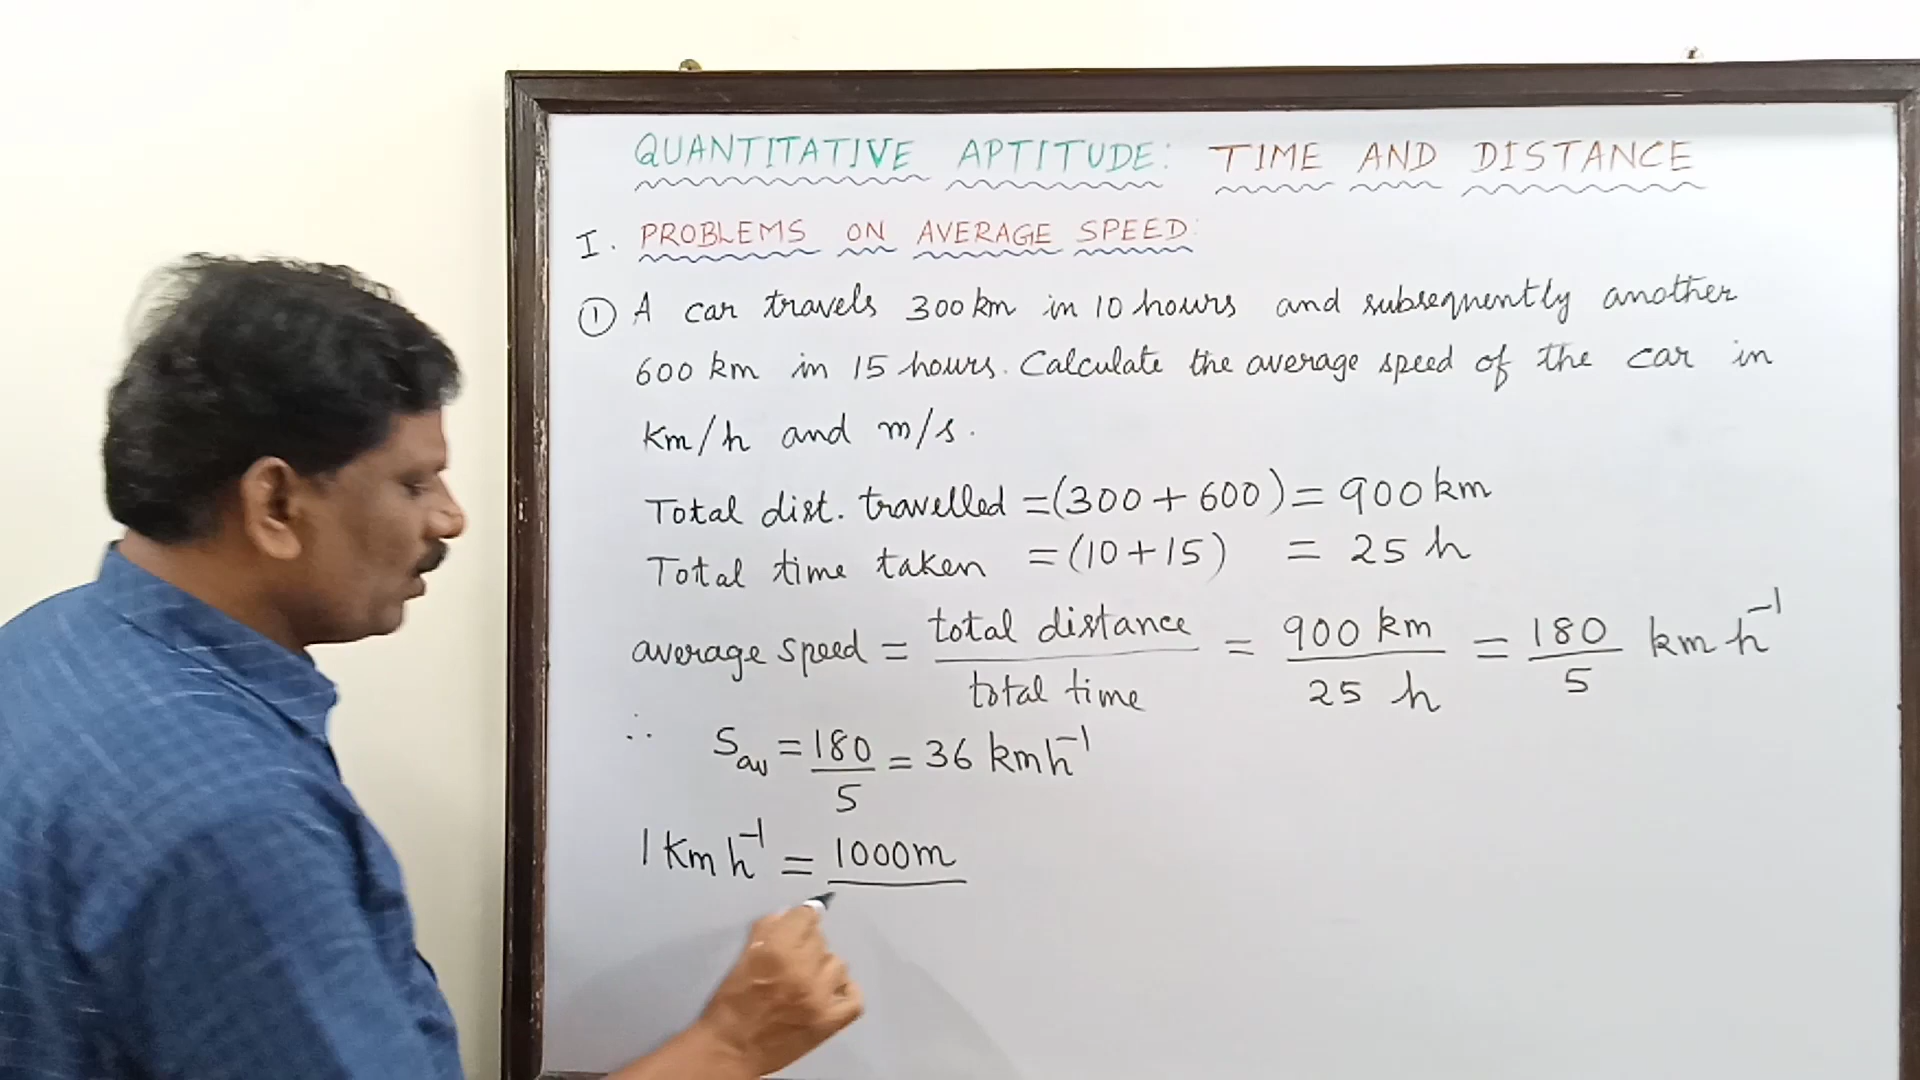 QUANTITATIVE APTITUDE: TIME AND DISTANCE
I. PROBLEMS ON AVERAGE SPEED:
① A car travels 300 km in 10 hours and subsequently another
600 km in 15 hours. Calculate the average speed of the car in
Km/h and m/s.
Total dist. travelled = (300 + 600) = 900 km
Total time taken = (10 + 15) = 25 h
average speed = total distance / total time = 900 km / 25 h = 180 / 5 km h⁻¹
∴ Sav = 180 / 5 = 36 kmh⁻¹
1 Km h⁻¹ = 1000m